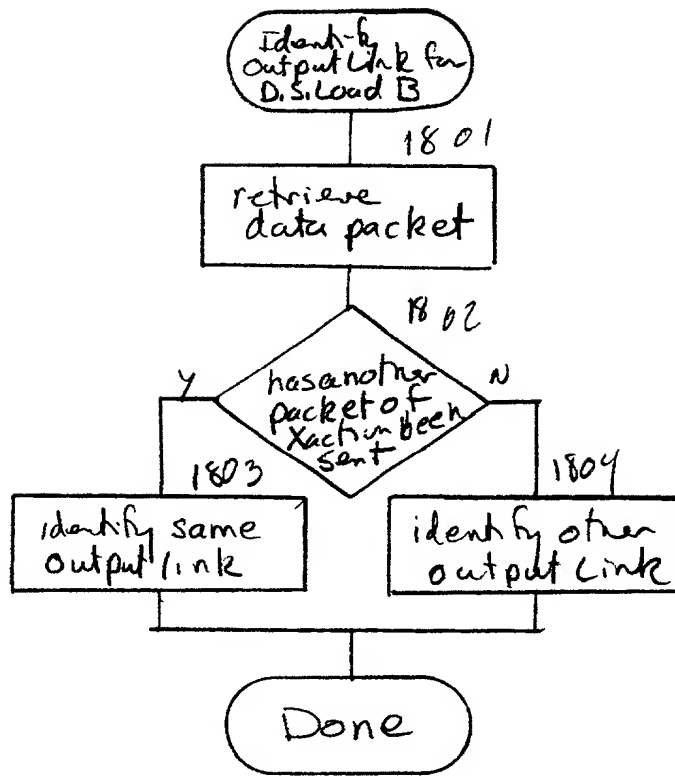 Identify
Output Link for
D.S. Load B
1801
retrieve
data packet
1802
has another
packet of
Xaction been
sent
Y
N
1803
1804
identify same
output link
identify other
output Link
Done